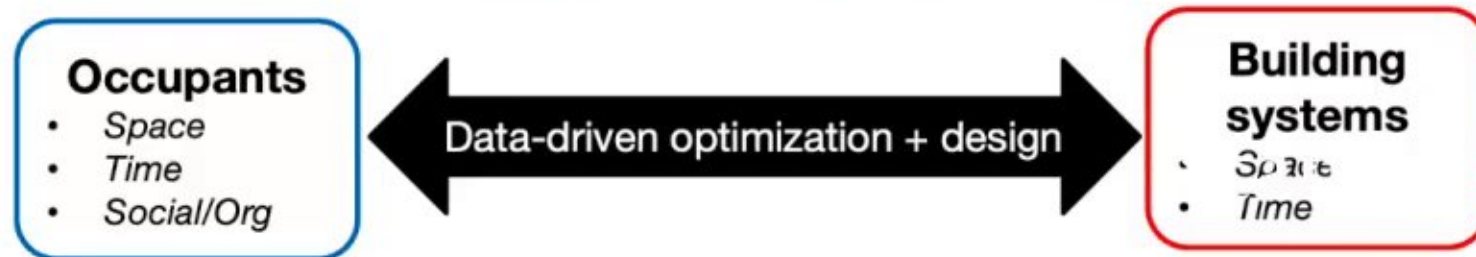 Occupants
• Space
• Time
• Social/Org
Data-driven optimization + design
Building
systems
•
• Time